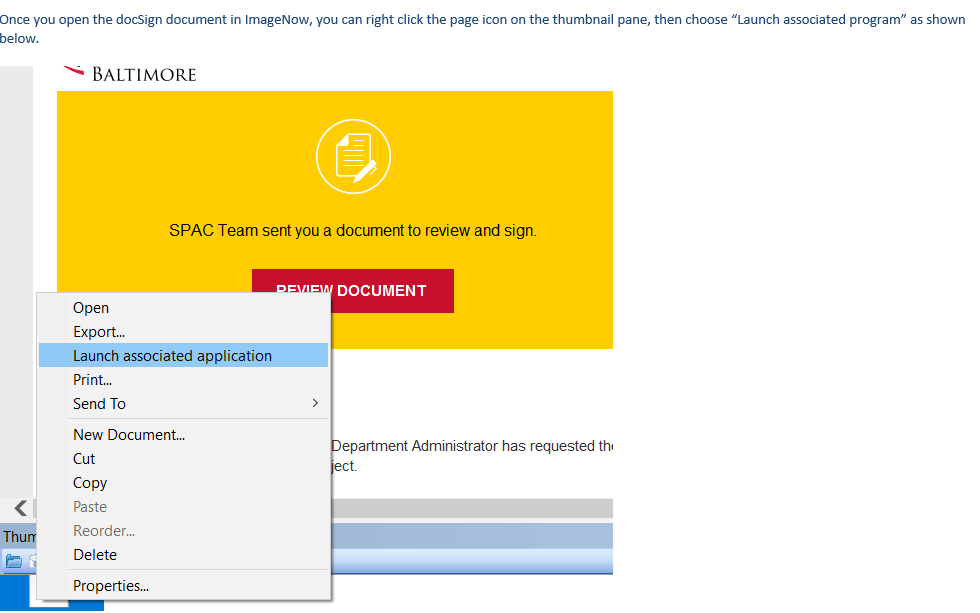 Once you open the docSign document in ImageNow, you can right click the page icon on the thumbnail pane, then choose “Launch associated program” as shown
below.
BALTIMORE
SPAC Team sent you a document to review and sign.
REVIEW DOCUMENT
Open
Export...
Launch associated application
Print...
Send To
Department Administrator has requested the
ject.
New Document...
Cut
Copy
Paste
Reorder...
Thum
Delete
Properties...